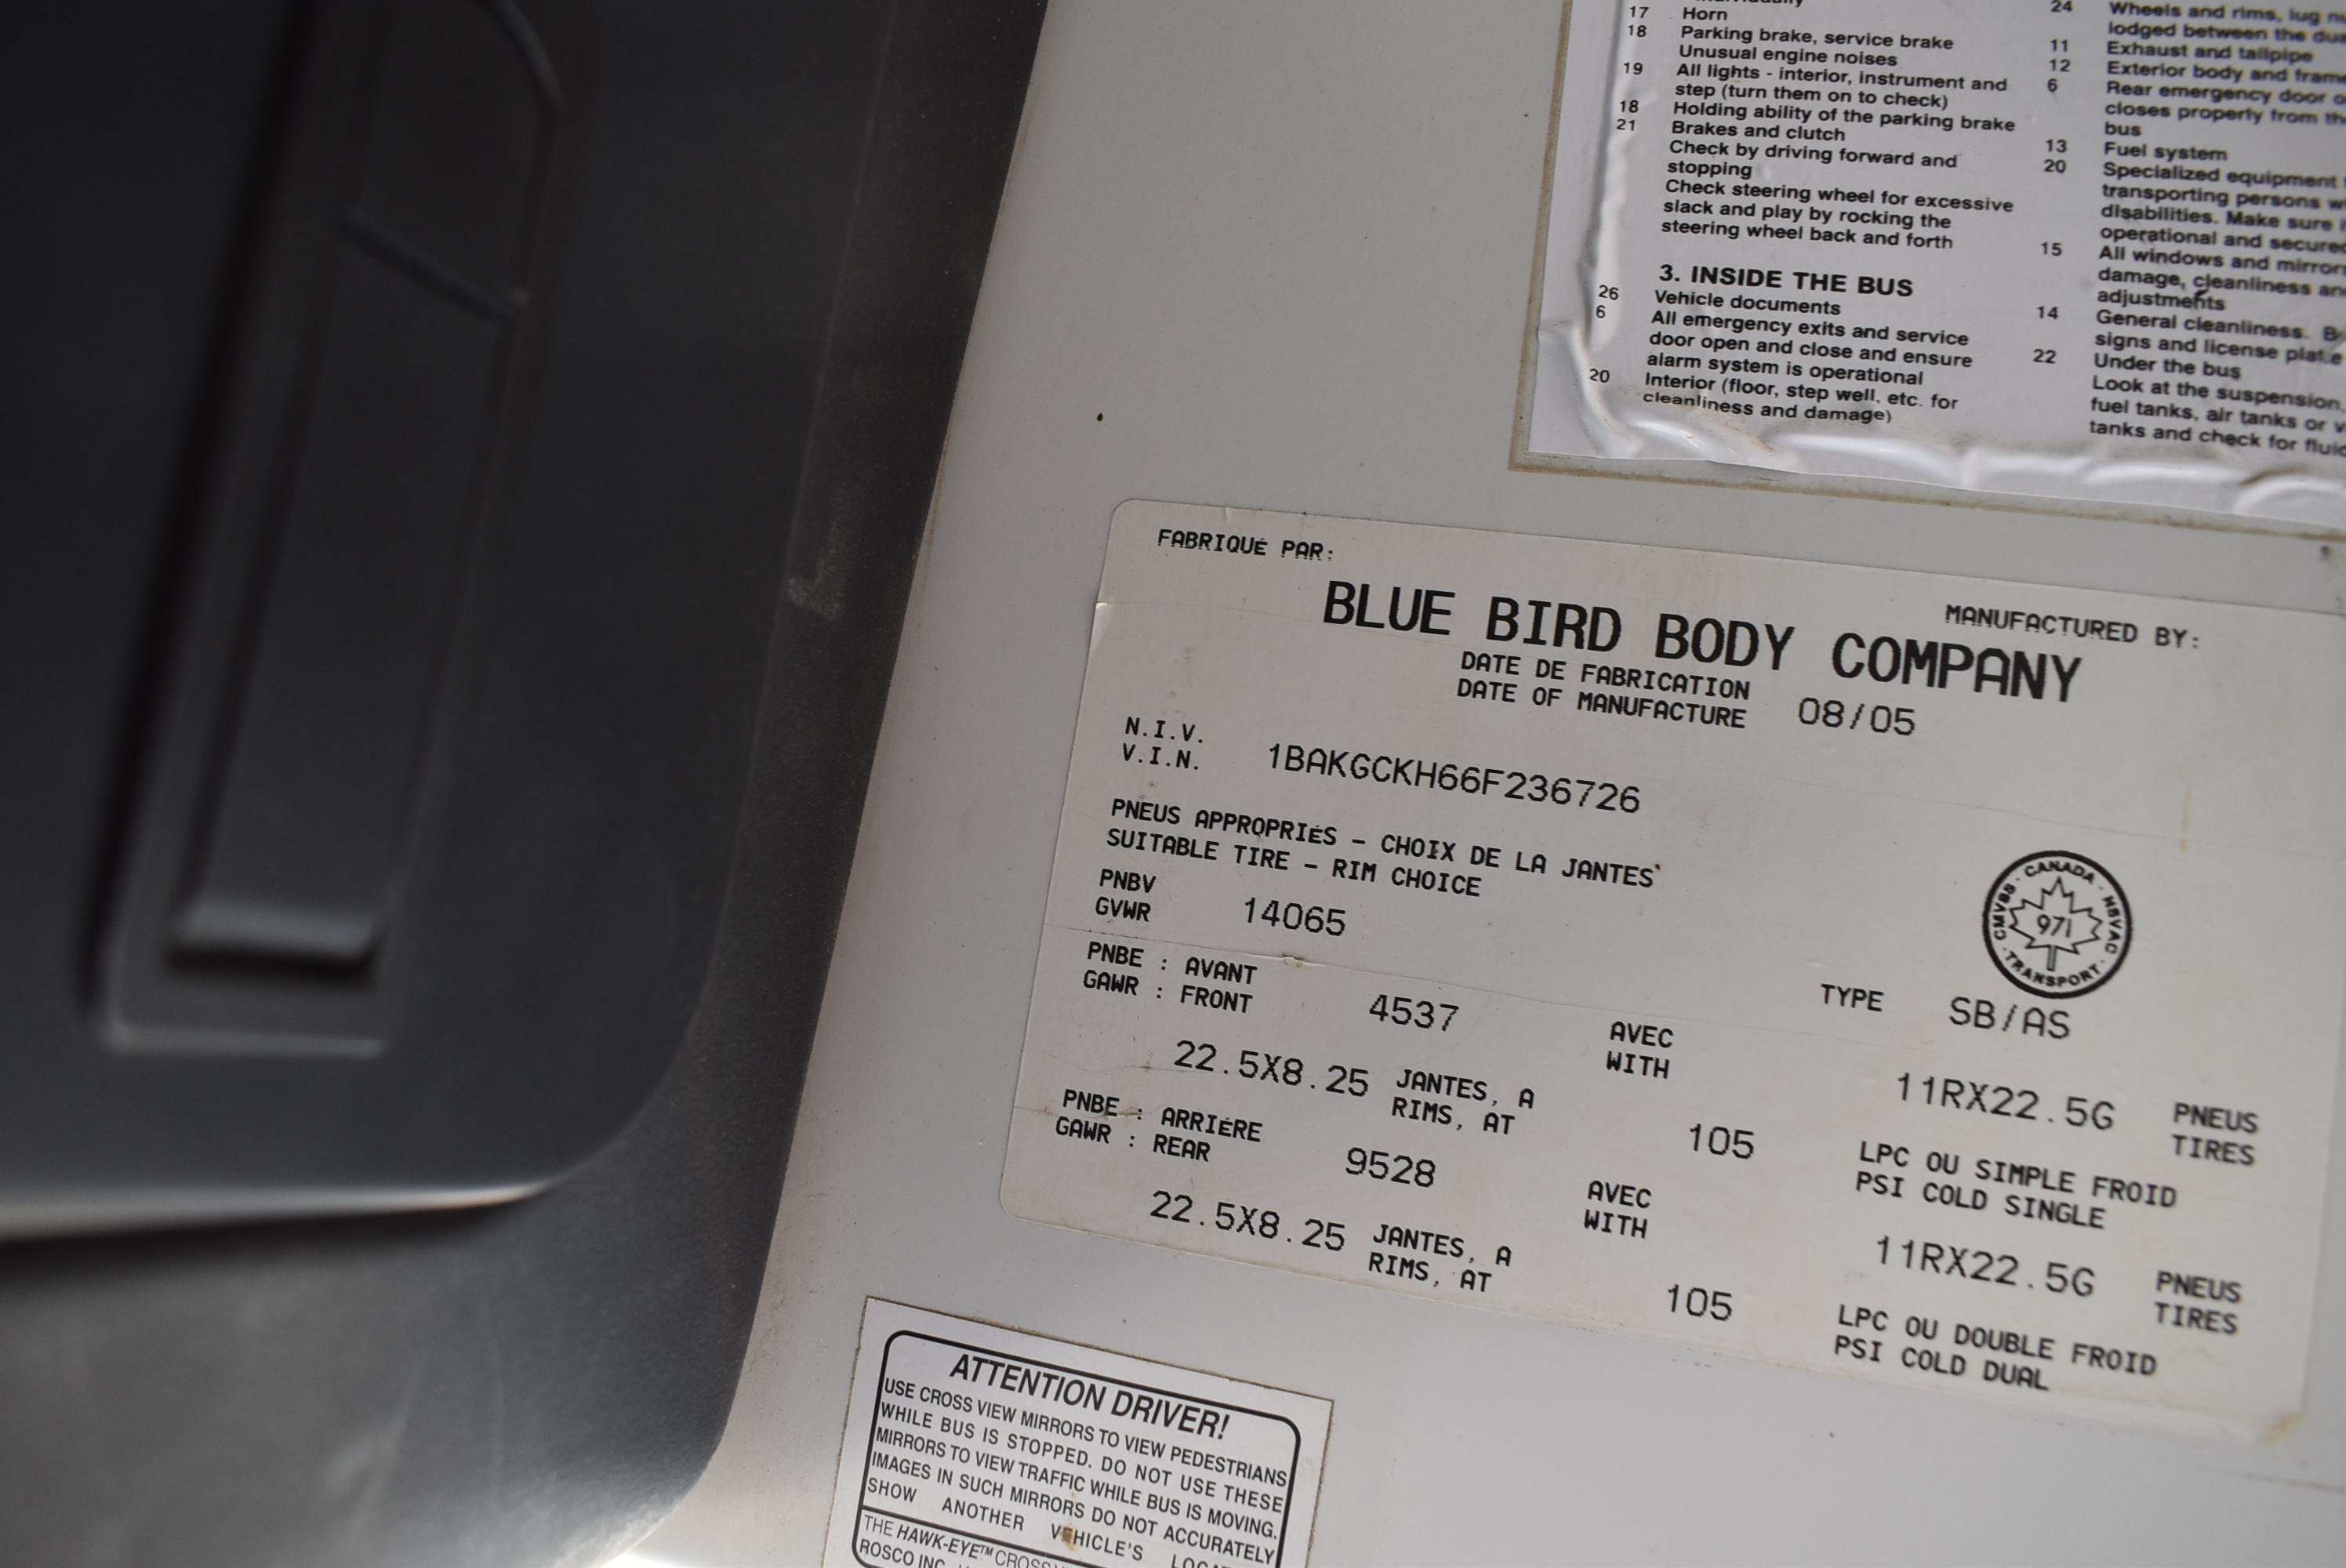 17 Horn
18 Parking brake, service brake
Unusual engine noises
19 All lights - interior, instrument and
step (turn them on to check)
18 Holding ability of the parking brake
21 Brakes and clutch
Check by driving forward and
stopping
Check steering wheel for excessive
slack and play by rocking the
steering wheel back and forth
3. INSIDE THE BUS
26 Vehicle documents
6 All emergency exits and service
door open and close and ensure
alarm system is operational
20 Interior (floor, step well, etc. for
cleanliness and damage)
24 Wheels and rims, lug
lodged between the
11 Exhaust and tailpipe
12 Exterior body and
6 Rear emergency door
closes properly from
bus
13 Fuel system
20 Specialized equipment
transporting persons
disabilities. Make sure
operational and
15 All windows and
damage, cleanliness
adjustments
14 General cleanliness.
signs and license
22 Under the bus
Look at the suspension,
fuel tanks, air tanks or
tanks and check for
FABRIQUÉ PAR:
MANUFACTURED BY:
BLUE BIRD BODY COMPANY
DATE DE FABRICATION
DATE OF MANUFACTURE 08/05
N.I.V.
V.I.N. 1BAKGCKH66F236726
PNEUS APPROPRIÉS – CHOIX DE LA JANTES
SUITABLE TIRE – RIM CHOICE
PNBV
GVWR 14065
CANADA
CMVSS NSVAC
971
TRANSPORT
TYPE SB/AS
PNBE : AVANT
GAWR : FRONT 4537
AVEC
WITH
11RX22.5G
PNEUS
TIRES
22.5X8.25
JANTES, A
RIMS, AT
105
LPC OU SIMPLE FROID
PSI COLD SINGLE
PNBE : ARRIÉRE
GAWR : REAR 9528
AVEC
WITH
11RX22.5G
PNEUS
TIRES
22.5X8.25
JANTES, A
RIMS, AT
105
LPC OU DOUBLE FROID
PSI COLD DUAL
ATTENTION DRIVER!
USE CROSS VIEW MIRRORS TO VIEW PEDESTRIANS
WHILE BUS IS STOPPED. DO NOT USE THESE
MIRRORS TO VIEW TRAFFIC WHILE BUS IS MOVING.
IMAGES IN SUCH MIRRORS DO NOT ACCURATELY
SHOW ANOTHER VEHICLE'S
THE HAWK-EYE™
ROSCO INC.